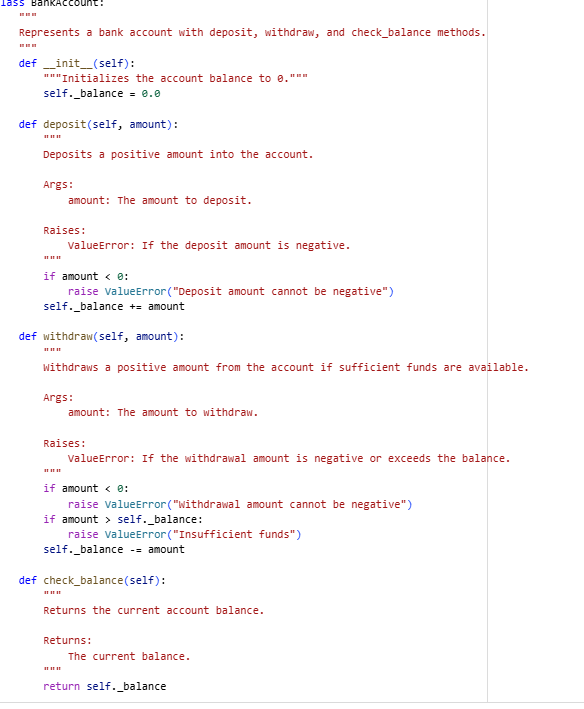 lass BankAccount:
    """
    Represents a bank account with deposit, withdraw, and check_balance methods.
    """
    def __init__(self):
        """Initializes the account balance to 0."""
        self._balance = 0.0

    def deposit(self, amount):
        """
        Deposits a positive amount into the account.

        Args:
            amount: The amount to deposit.

        Raises:
            ValueError: If the deposit amount is negative.
        """
        if amount < 0:
            raise ValueError("Deposit amount cannot be negative")
        self._balance += amount

    def withdraw(self, amount):
        """
        Withdraws a positive amount from the account if sufficient funds are available.

        Args:
            amount: The amount to withdraw.

        Raises:
            ValueError: If the withdrawal amount is negative or exceeds the balance.
        """
        if amount < 0:
            raise ValueError("Withdrawal amount cannot be negative")
        if amount > self._balance:
            raise ValueError("Insufficient funds")
        self._balance -= amount

    def check_balance(self):
        """
        Returns the current account balance.

        Returns:
            The current balance.
        """
        return self._balance